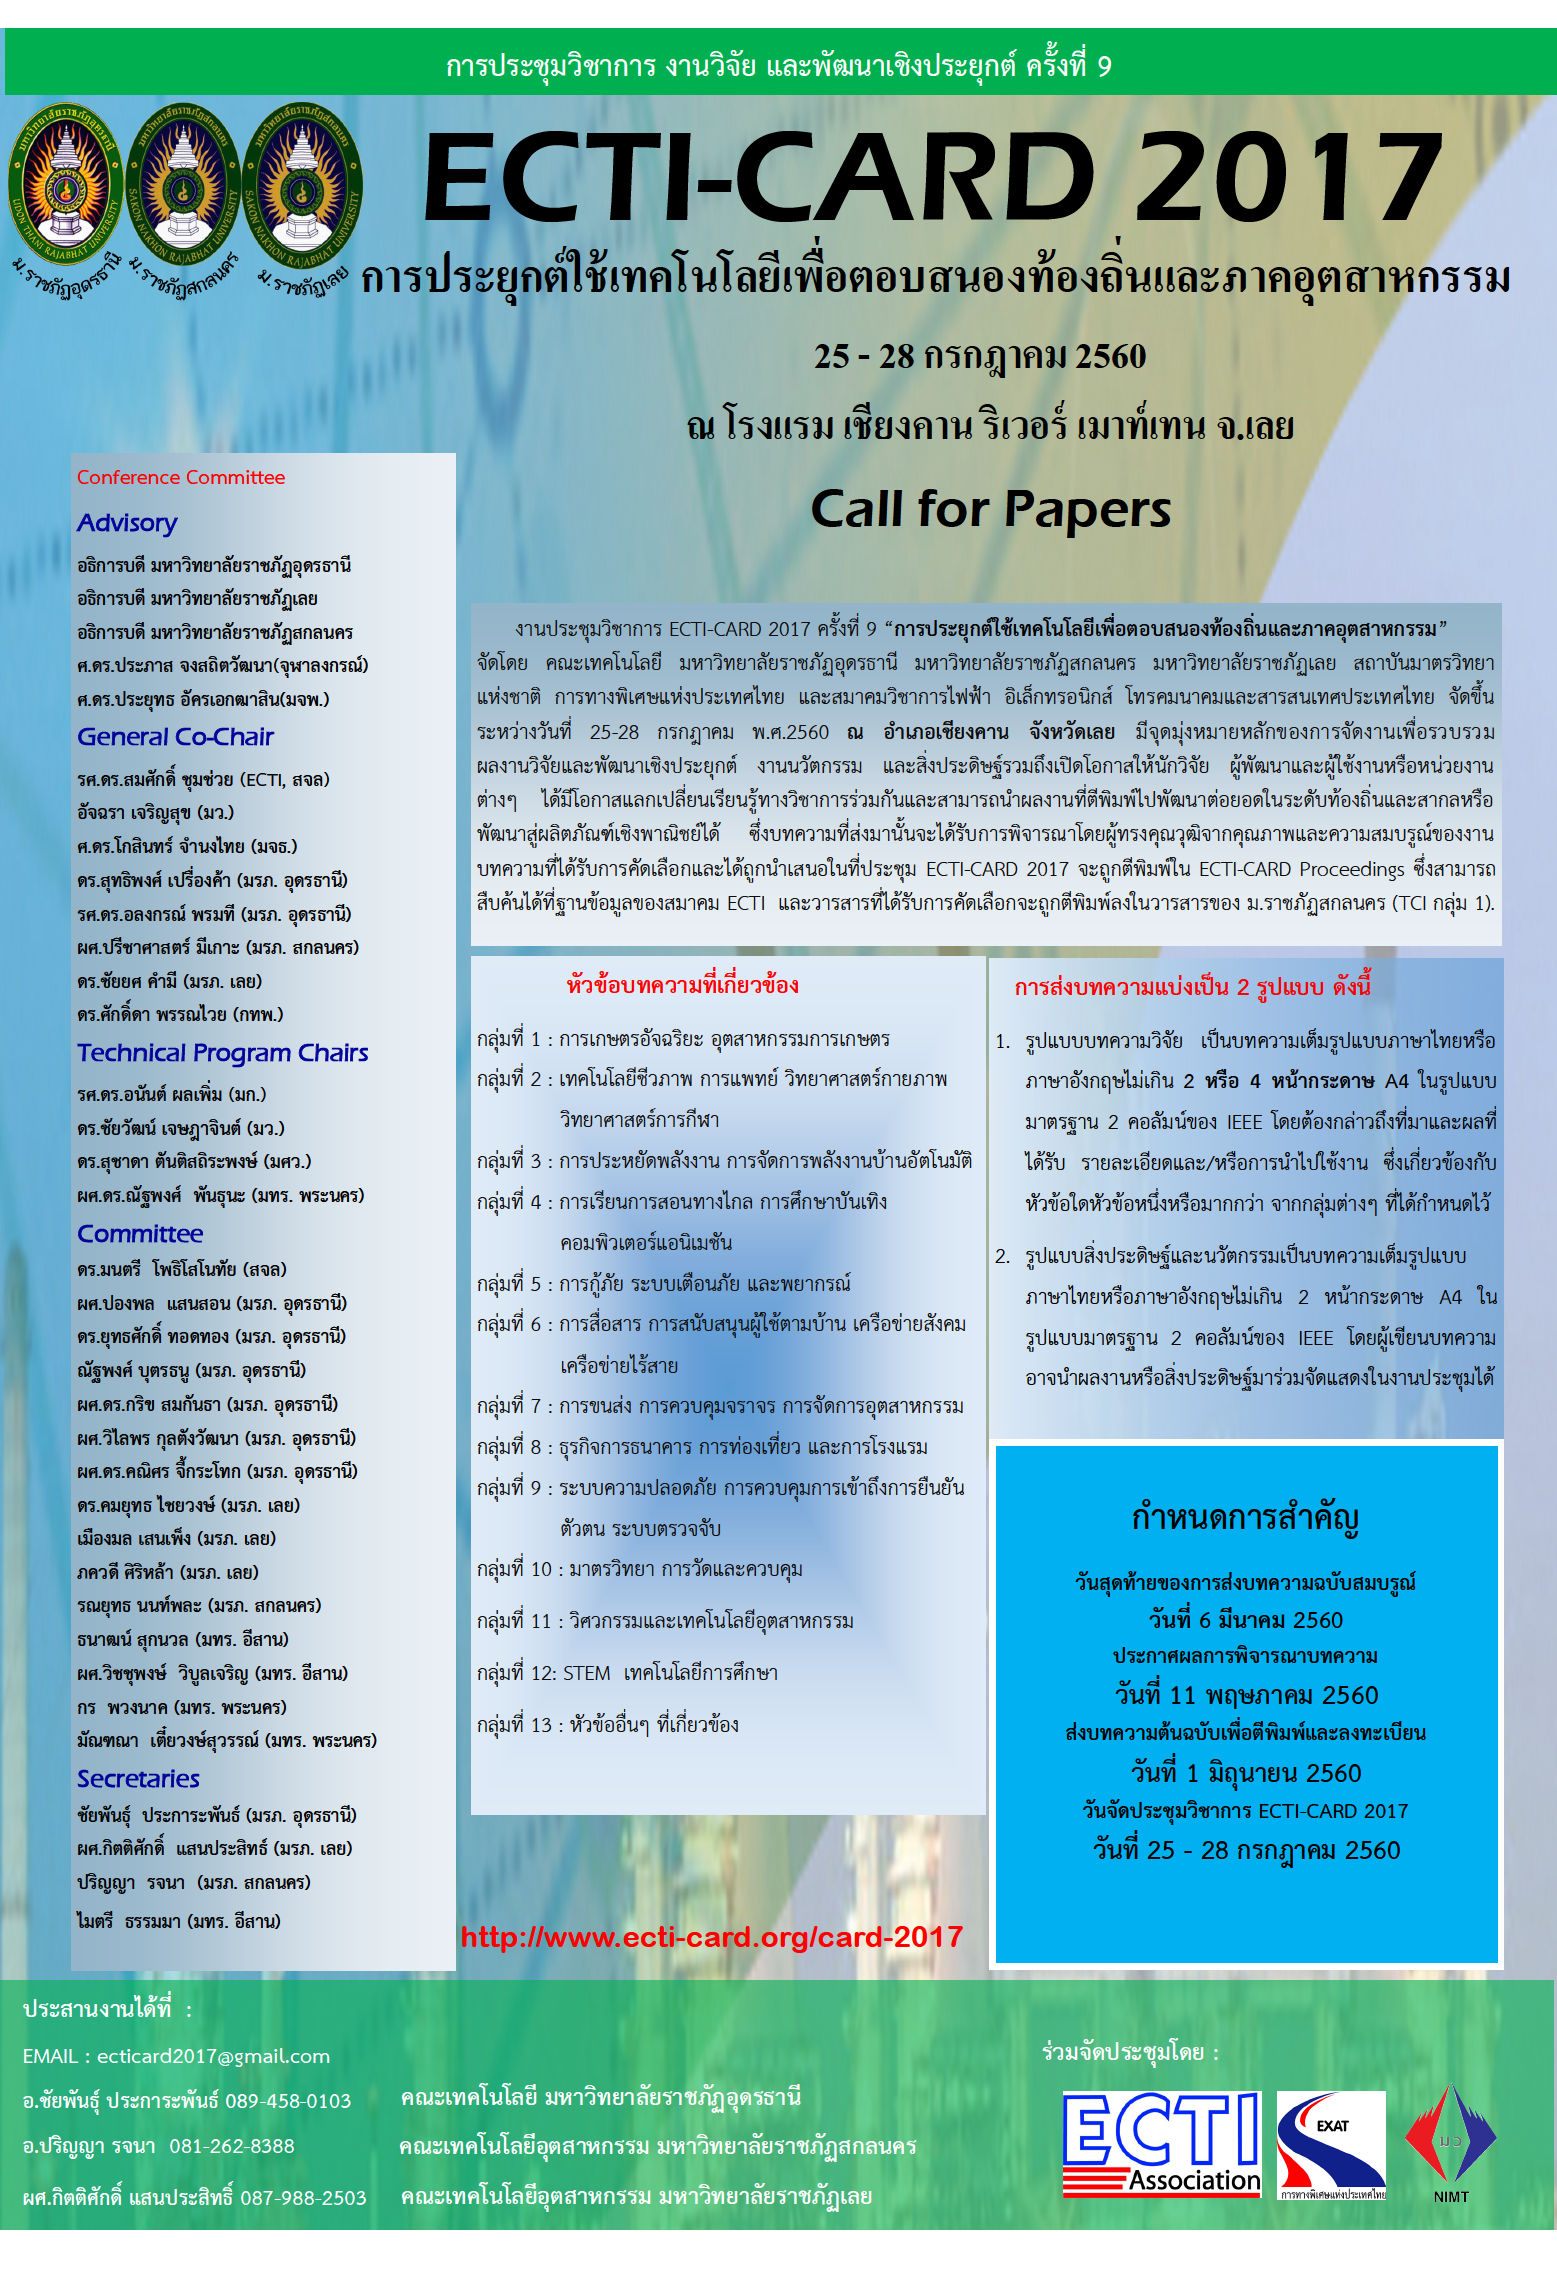 การประชุมวิชาการ งานวิจัย และพัฒนาเชิงประยุกต์ ครั้งที่ 9
ECTI-CARD 2017
การประยุกต์ใช้เทคโนโลยีเพื่อตอบสนองท้องถิ่นและภาคอุตสาหกรรม
มหาวิทยาลัยราชภัฏอุดรธานี
UDON THANI RAJABHAT UNIVERSITY
ม.ราชภัฏอุดรธานี
มหาวิทยาลัยราชภัฏสกลนคร
SAKON NAKHON RAJABHAT UNIVERSITY
ม.ราชภัฏสกลนคร
มหาวิทยาลัยราชภัฏสกลนคร
SAKON NAKHON RAJABHAT UNIVERSITY
ม.ราชภัฏเลย
25 - 28 กรกฎาคม 2560
ณ โรงแรม เชียงคาน ริเวอร์ เมาท์เทน จ.เลย
Call for Papers
Conference Committee
Advisory
อธิการบดี มหาวิทยาลัยราชภัฏอุดรธานี
อธิการบดี มหาวิทยาลัยราชภัฏเลย
อธิการบดี มหาวิทยาลัยราชภัฏสกลนคร
ศ.ดร.ประภาส จงสถิตวัฒนา(จุฬาลงกรณ์)
ศ.ดร.ประยุทธ อัครเอกฒาสิน(มจพ.)
General Co-Chair
รศ.ดร.สมศักดิ์ ชุมช่วย (ECTI, สจล)
อัจฉรา เจริญสุข (มว.)
ศ.ดร.โกสินทร์ จำนงไทย (มจธ.)
ดร.สุทธิพงศ์ เปรื่องค้า (มรภ. อุดรธานี)
รศ.ดร.อลงกรณ์ พรมที (มรภ. อุดรธานี)
ผศ.ปรีชาศาสตร์ มีเกาะ (มรภ. สกลนคร)
ดร.ชัยยศ คำมี (มรภ. เลย)
ดร.ศักดิ์ดา พรรณไวย (กทพ.)
Technical Program Chairs
รศ.ดร.อนันต์ ผลเพิ่ม (มก.)
ดร.ชัยวัฒน์ เจษฎาจินต์ (มว.)
ดร.สุชาดา ตันติสถิระพงษ์ (มศว.)
ผศ.ดร.ณัฐพงศ์ พันธุนะ (มทร. พระนคร)
Committee
ดร.มนตรี โพธิโสโนทัย (สจล)
ผศ.ปองพล แสนสอน (มรภ. อุดรธานี)
ดร.ยุทธศักดิ์ ทอดทอง (มรภ. อุดรธานี)
ณัฐพงศ์ บุตรธนู (มรภ. อุดรธานี)
ผศ.ดร.กริข สมกันธา (มรภ. อุดรธานี)
ผศ.วิไลพร กุลตังวัฒนา (มรภ. อุดรธานี)
ผศ.ดร.คณิศร จี้กระโทก (มรภ. อุดรธานี)
ดร.คมยุทธ ไชยวงษ์ (มรภ. เลย)
เมืองมล เสนเพ็ง (มรภ. เลย)
ภควดี ศิริหล้า (มรภ. เลย)
รณยุทธ นนท์พละ (มรภ. สกลนคร)
ธนาฒน์ สุกนวล (มทร. อีสาน)
ผศ.วิชชุพงษ์ วิบูลเจริญ (มทร. อีสาน)
กร พวงนาค (มทร. พระนคร)
มัณฑณา เตี๋ยวงษ์สุวรรณ์ (มทร. พระนคร)
Secretaries
ชัยพันธุ์ ประการะพันธ์ (มรภ. อุดรธานี)
ผศ.กิตติศักดิ์ แสนประสิทธ์ (มรภ. เลย)
ปริญญา รจนา (มรภ. สกลนคร)
ไมตรี ธรรมมา (มทร. อีสาน)
งานประชุมวิชาการ ECTI-CARD 2017 ครั้งที่ 9 “การประยุกต์ใช้เทคโนโลยีเพื่อตอบสนองท้องถิ่นและภาคอุตสาหกรรม”
จัดโดย คณะเทคโนโลยี มหาวิทยาลัยราชภัฏอุดรธานี มหาวิทยาลัยราชภัฏสกลนคร มหาวิทยาลัยราชภัฏเลย สถาบันมาตรวิทยา
แห่งชาติ การทางพิเศษแห่งประเทศไทย และสมาคมวิชาการไฟฟ้า อิเล็กทรอนิกส์ โทรคมนาคมและสารสนเทศประเทศไทย จัดขึ้น
ระหว่างวันที่ 25-28 กรกฎาคม พ.ศ.2560 ณ อำเภอเชียงคาน จังหวัดเลย มีจุดมุ่งหมายหลักของการจัดงานเพื่อรวบรวม
ผลงานวิจัยและพัฒนาเชิงประยุกต์ งานนวัตกรรม และสิ่งประดิษฐ์รวมถึงเปิดโอกาสให้นักวิจัย ผู้พัฒนาและผู้ใช้งานหรือหน่วยงาน
ต่างๆ ได้มีโอกาสแลกเปลี่ยนเรียนรู้ทางวิชาการร่วมกันและสามารถนำผลงานที่ตีพิมพ์ไปพัฒนาต่อยอดในระดับท้องถิ่นและสากลหรือ
พัฒนาสู่ผลิตภัณฑ์เชิงพาณิชย์ได้ ซึ่งบทความที่ส่งมานั้นจะได้รับการพิจารณาโดยผู้ทรงคุณวุฒิจากคุณภาพและความสมบรูณ์ของงาน
บทความที่ได้รับการคัดเลือกและได้ถูกนำเสนอในที่ประชุม ECTI-CARD 2017 จะถูกตีพิมพ์ใน ECTI-CARD Proceedings ซึ่งสามารถ
สืบค้นได้ที่ฐานข้อมูลของสมาคม ECTI และวารสารที่ได้รับการคัดเลือกจะถูกตีพิมพ์ลงในวารสารของ ม.ราชภัฏสกลนคร (TCI กลุ่ม 1).
หัวข้อบทความที่เกี่ยวข้อง
กลุ่มที่ 1 : การเกษตรอัจฉริยะ อุตสาหกรรมการเกษตร
กลุ่มที่ 2 : เทคโนโลยีชีวภาพ การแพทย์ วิทยาศาสตร์กายภาพ
วิทยาศาสตร์การกีฬา
กลุ่มที่ 3 : การประหยัดพลังงาน การจัดการพลังงานบ้านอัตโนมัติ
กลุ่มที่ 4 : การเรียนการสอนทางไกล การศึกษาบันเทิง
คอมพิวเตอร์แอนิเมชัน
กลุ่มที่ 5 : การกู้ภัย ระบบเตือนภัย และพยากรณ์
กลุ่มที่ 6 : การสื่อสาร การสนับสนุนผู้ใช้ตามบ้าน เครือข่ายสังคม
เครือข่ายไร้สาย
กลุ่มที่ 7 : การขนส่ง การควบคุมจราจร การจัดการอุตสาหกรรม
กลุ่มที่ 8 : ธุรกิจการธนาคาร การท่องเที่ยว และการโรงแรม
กลุ่มที่ 9 : ระบบความปลอดภัย การควบคุมการเข้าถึงการยืนยัน
ตัวตน ระบบตรวจจับ
กลุ่มที่ 10 : มาตรวิทยา การวัดและควบคุม
กลุ่มที่ 11 : วิศวกรรมและเทคโนโลยีอุตสาหกรรม
กลุ่มที่ 12: STEM เทคโนโลยีการศึกษา
กลุ่มที่ 13 : หัวข้ออื่นๆ ที่เกี่ยวข้อง
การส่งบทความแบ่งเป็น 2 รูปแบบ ดังนี้
1. รูปแบบบทความวิจัย เป็นบทความเต็มรูปแบบภาษาไทยหรือ
ภาษาอังกฤษไม่เกิน 2 หรือ 4 หน้ากระดาษ A4 ในรูปแบบ
มาตรฐาน 2 คอลัมน์ของ IEEE โดยต้องกล่าวถึงที่มาและผลที่
ได้รับ รายละเอียดและ/หรือการนำไปใช้งาน ซึ่งเกี่ยวข้องกับ
หัวข้อใดหัวข้อหนึ่งหรือมากกว่า จากกลุ่มต่างๆ ที่ได้กำหนดไว้
2. รูปแบบสิ่งประดิษฐ์และนวัตกรรมเป็นบทความเต็มรูปแบบ
ภาษาไทยหรือภาษาอังกฤษไม่เกิน 2 หน้ากระดาษ A4 ใน
รูปแบบมาตรฐาน 2 คอลัมน์ของ IEEE โดยผู้เขียนบทความ
อาจนำผลงานหรือสิ่งประดิษฐ์มาร่วมจัดแสดงในงานประชุมได้
กำหนดการสำคัญ
วันสุดท้ายของการส่งบทความฉบับสมบรูณ์
วันที่ 6 มีนาคม 2560
ประกาศผลการพิจารณาบทความ
วันที่ 11 พฤษภาคม 2560
ส่งบทความต้นฉบับเพื่อตีพิมพ์และลงทะเบียน
วันที่ 1 มิถุนายน 2560
วันจัดประชุมวิชาการ ECTI-CARD 2017
วันที่ 25 - 28 กรกฎาคม 2560
http://www.ecti-card.org/card-2017
ประสานงานได้ที่ :
EMAIL : ecticard2017@gmail.com
อ.ชัยพันธุ์ ประการะพันธ์ 089-458-0103
อ.ปริญญา รจนา 081-262-8388
ผศ.กิตติศักดิ์ แสนประสิทธิ์ 087-988-2503
คณะเทคโนโลยี มหาวิทยาลัยราชภัฏอุดรธานี
คณะเทคโนโลยีอุตสาหกรรม มหาวิทยาลัยราชภัฏสกลนคร
คณะเทคโนโลยีอุตสาหกรรม มหาวิทยาลัยราชภัฏเลย
ร่วมจัดประชุมโดย :
ECTI
Association
EXAT
การทางพิเศษแห่งประเทศไทย
มว
NIMT